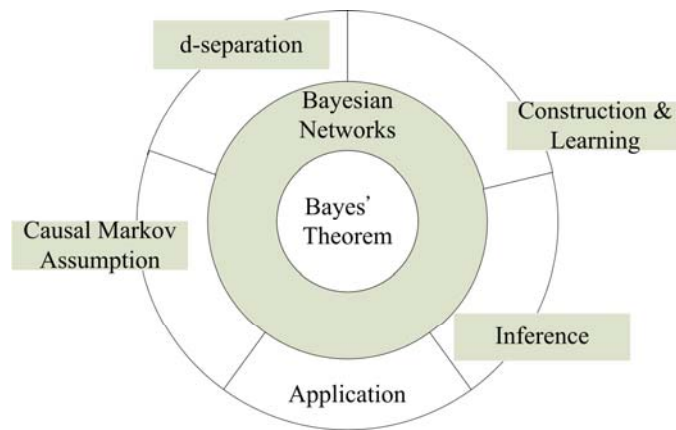 d-separation
Bayesian
Networks
Construction &
Learning
Bayes’
Theorem
Causal Markov
Assumption
Inference
Application